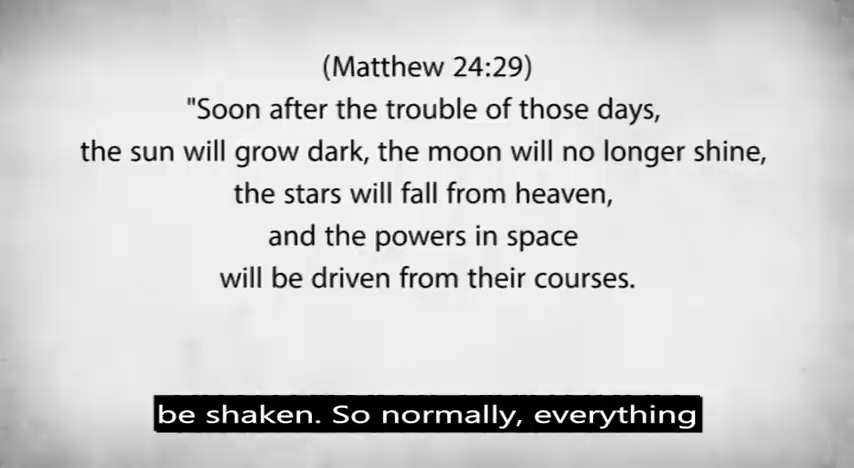 (Matthew 24:29)
"Soon after the trouble of those days,
the sun will grow dark, the moon will no longer shine,
the stars will fall from heaven,
and the powers in space
will be driven from their courses.
be shaken. So normally, everything